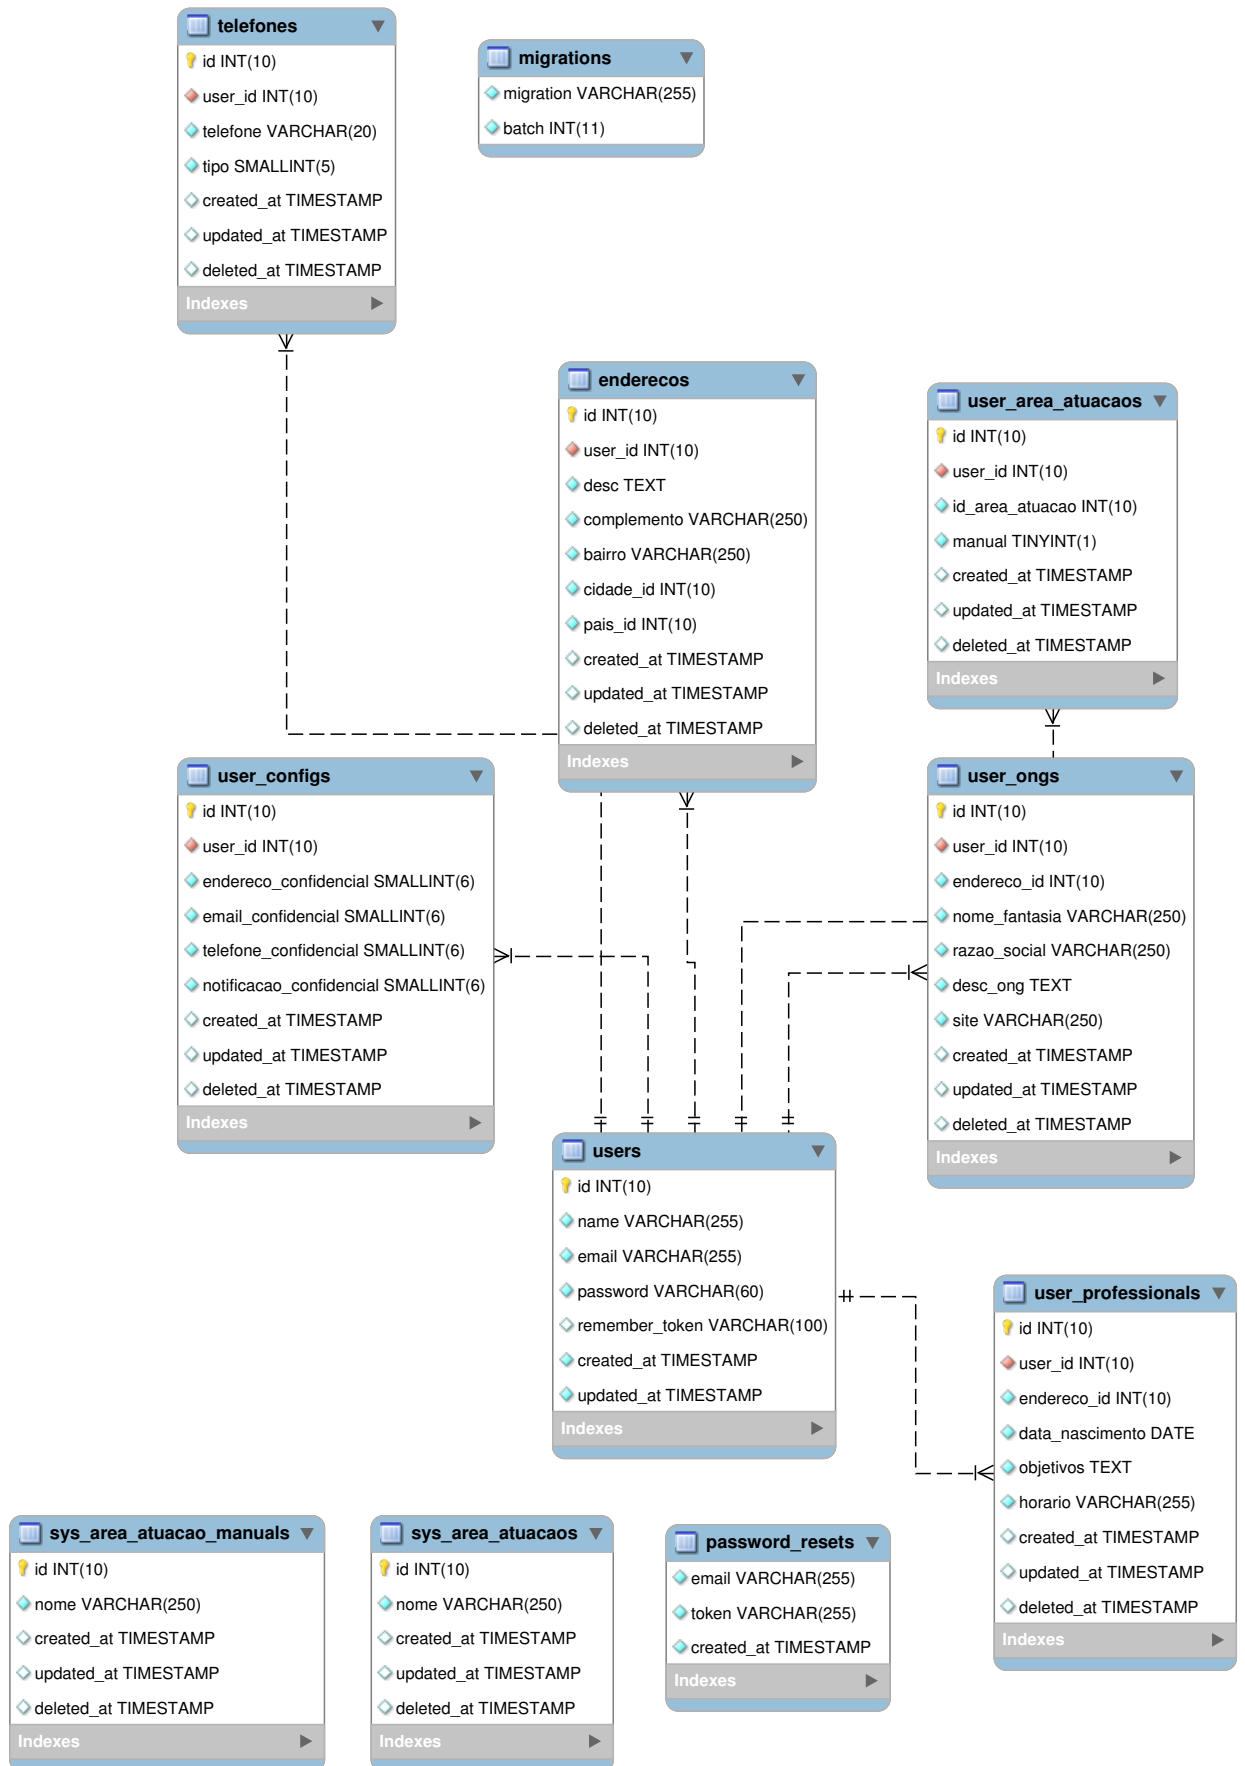 telefones
id INT(10)
user_id INT(10)
telefone VARCHAR(20)
tipo SMALLINT(5)
created_at TIMESTAMP
updated_at TIMESTAMP
deleted_at TIMESTAMP
Indexes
migrations
migration VARCHAR(255)
batch INT(11)
enderecos
id INT(10)
user_id INT(10)
desc TEXT
complemento VARCHAR(250)
bairro VARCHAR(250)
cidade_id INT(10)
pais_id INT(10)
created_at TIMESTAMP
updated_at TIMESTAMP
deleted_at TIMESTAMP
Indexes
user_area_atuacaos
id INT(10)
user_id INT(10)
id_area_atuacao INT(10)
manual TINYINT(1)
created_at TIMESTAMP
updated_at TIMESTAMP
deleted_at TIMESTAMP
Indexes
user_configs
id INT(10)
user_id INT(10)
endereco_confidencial SMALLINT(6)
email_confidencial SMALLINT(6)
telefone_confidencial SMALLINT(6)
notificacao_confidencial SMALLINT(6)
created_at TIMESTAMP
updated_at TIMESTAMP
deleted_at TIMESTAMP
Indexes
user_ongs
id INT(10)
user_id INT(10)
endereco_id INT(10)
nome_fantasia VARCHAR(250)
razao_social VARCHAR(250)
desc_ong TEXT
site VARCHAR(250)
created_at TIMESTAMP
updated_at TIMESTAMP
deleted_at TIMESTAMP
Indexes
users
id INT(10)
name VARCHAR(255)
email VARCHAR(255)
password VARCHAR(60)
remember_token VARCHAR(100)
created_at TIMESTAMP
updated_at TIMESTAMP
Indexes
user_professionals
id INT(10)
user_id INT(10)
endereco_id INT(10)
data_nascimento DATE
objetivos TEXT
horario VARCHAR(255)
created_at TIMESTAMP
updated_at TIMESTAMP
deleted_at TIMESTAMP
Indexes
sys_area_atuacao_manuals
id INT(10)
nome VARCHAR(250)
created_at TIMESTAMP
updated_at TIMESTAMP
deleted_at TIMESTAMP
Indexes
sys_area_atuacaos
id INT(10)
nome VARCHAR(250)
created_at TIMESTAMP
updated_at TIMESTAMP
deleted_at TIMESTAMP
Indexes
password_resets
email VARCHAR(255)
token VARCHAR(255)
created_at TIMESTAMP
Indexes